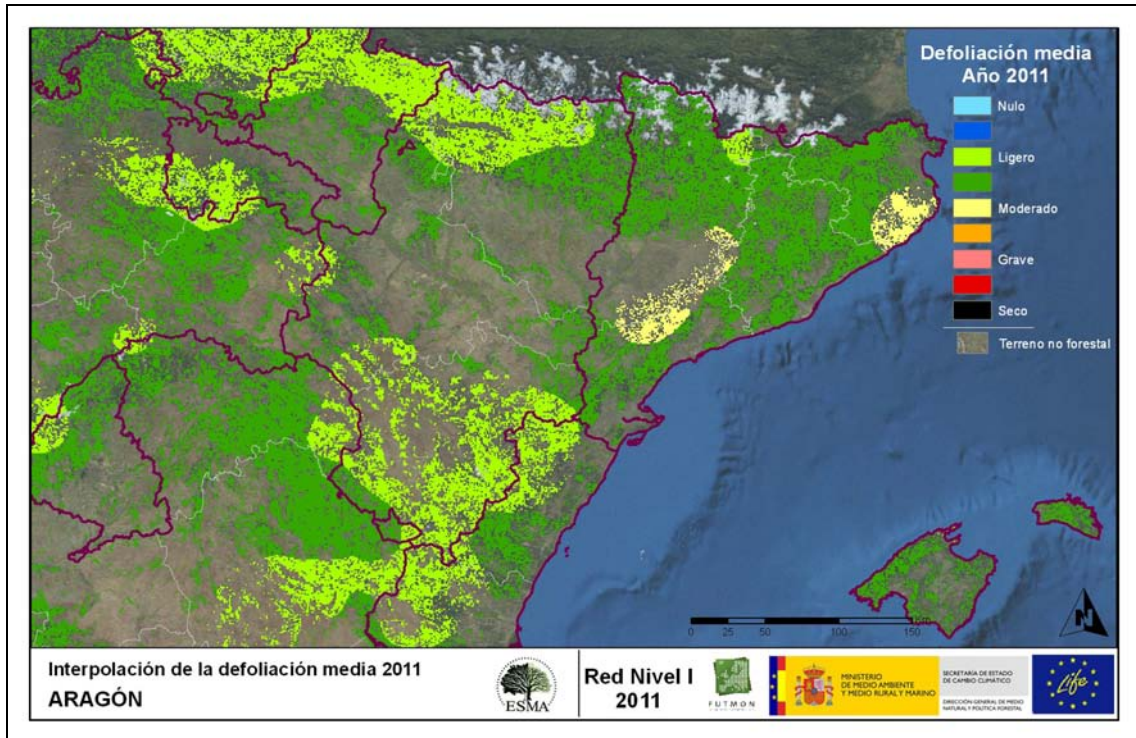 Defoliación media
Año 2011
Nulo
Ligero
Moderado
Grave
Seco
Terreno no forestal
N
0 25 50 100 150
Interpolación de la defoliación media 2011
ARAGÓN
ESMA
Red Nivel I
2011
FUTMON
MINISTERIO
DE MEDIO AMBIENTE
Y MEDIO RURAL Y MARINO
SECRETARÍA DE ESTADO
DE CAMBIO CLIMÁTICO
DIRECCIÓN GENERAL DE MEDIO
NATURAL Y POLÍTICA FORESTAL
Life